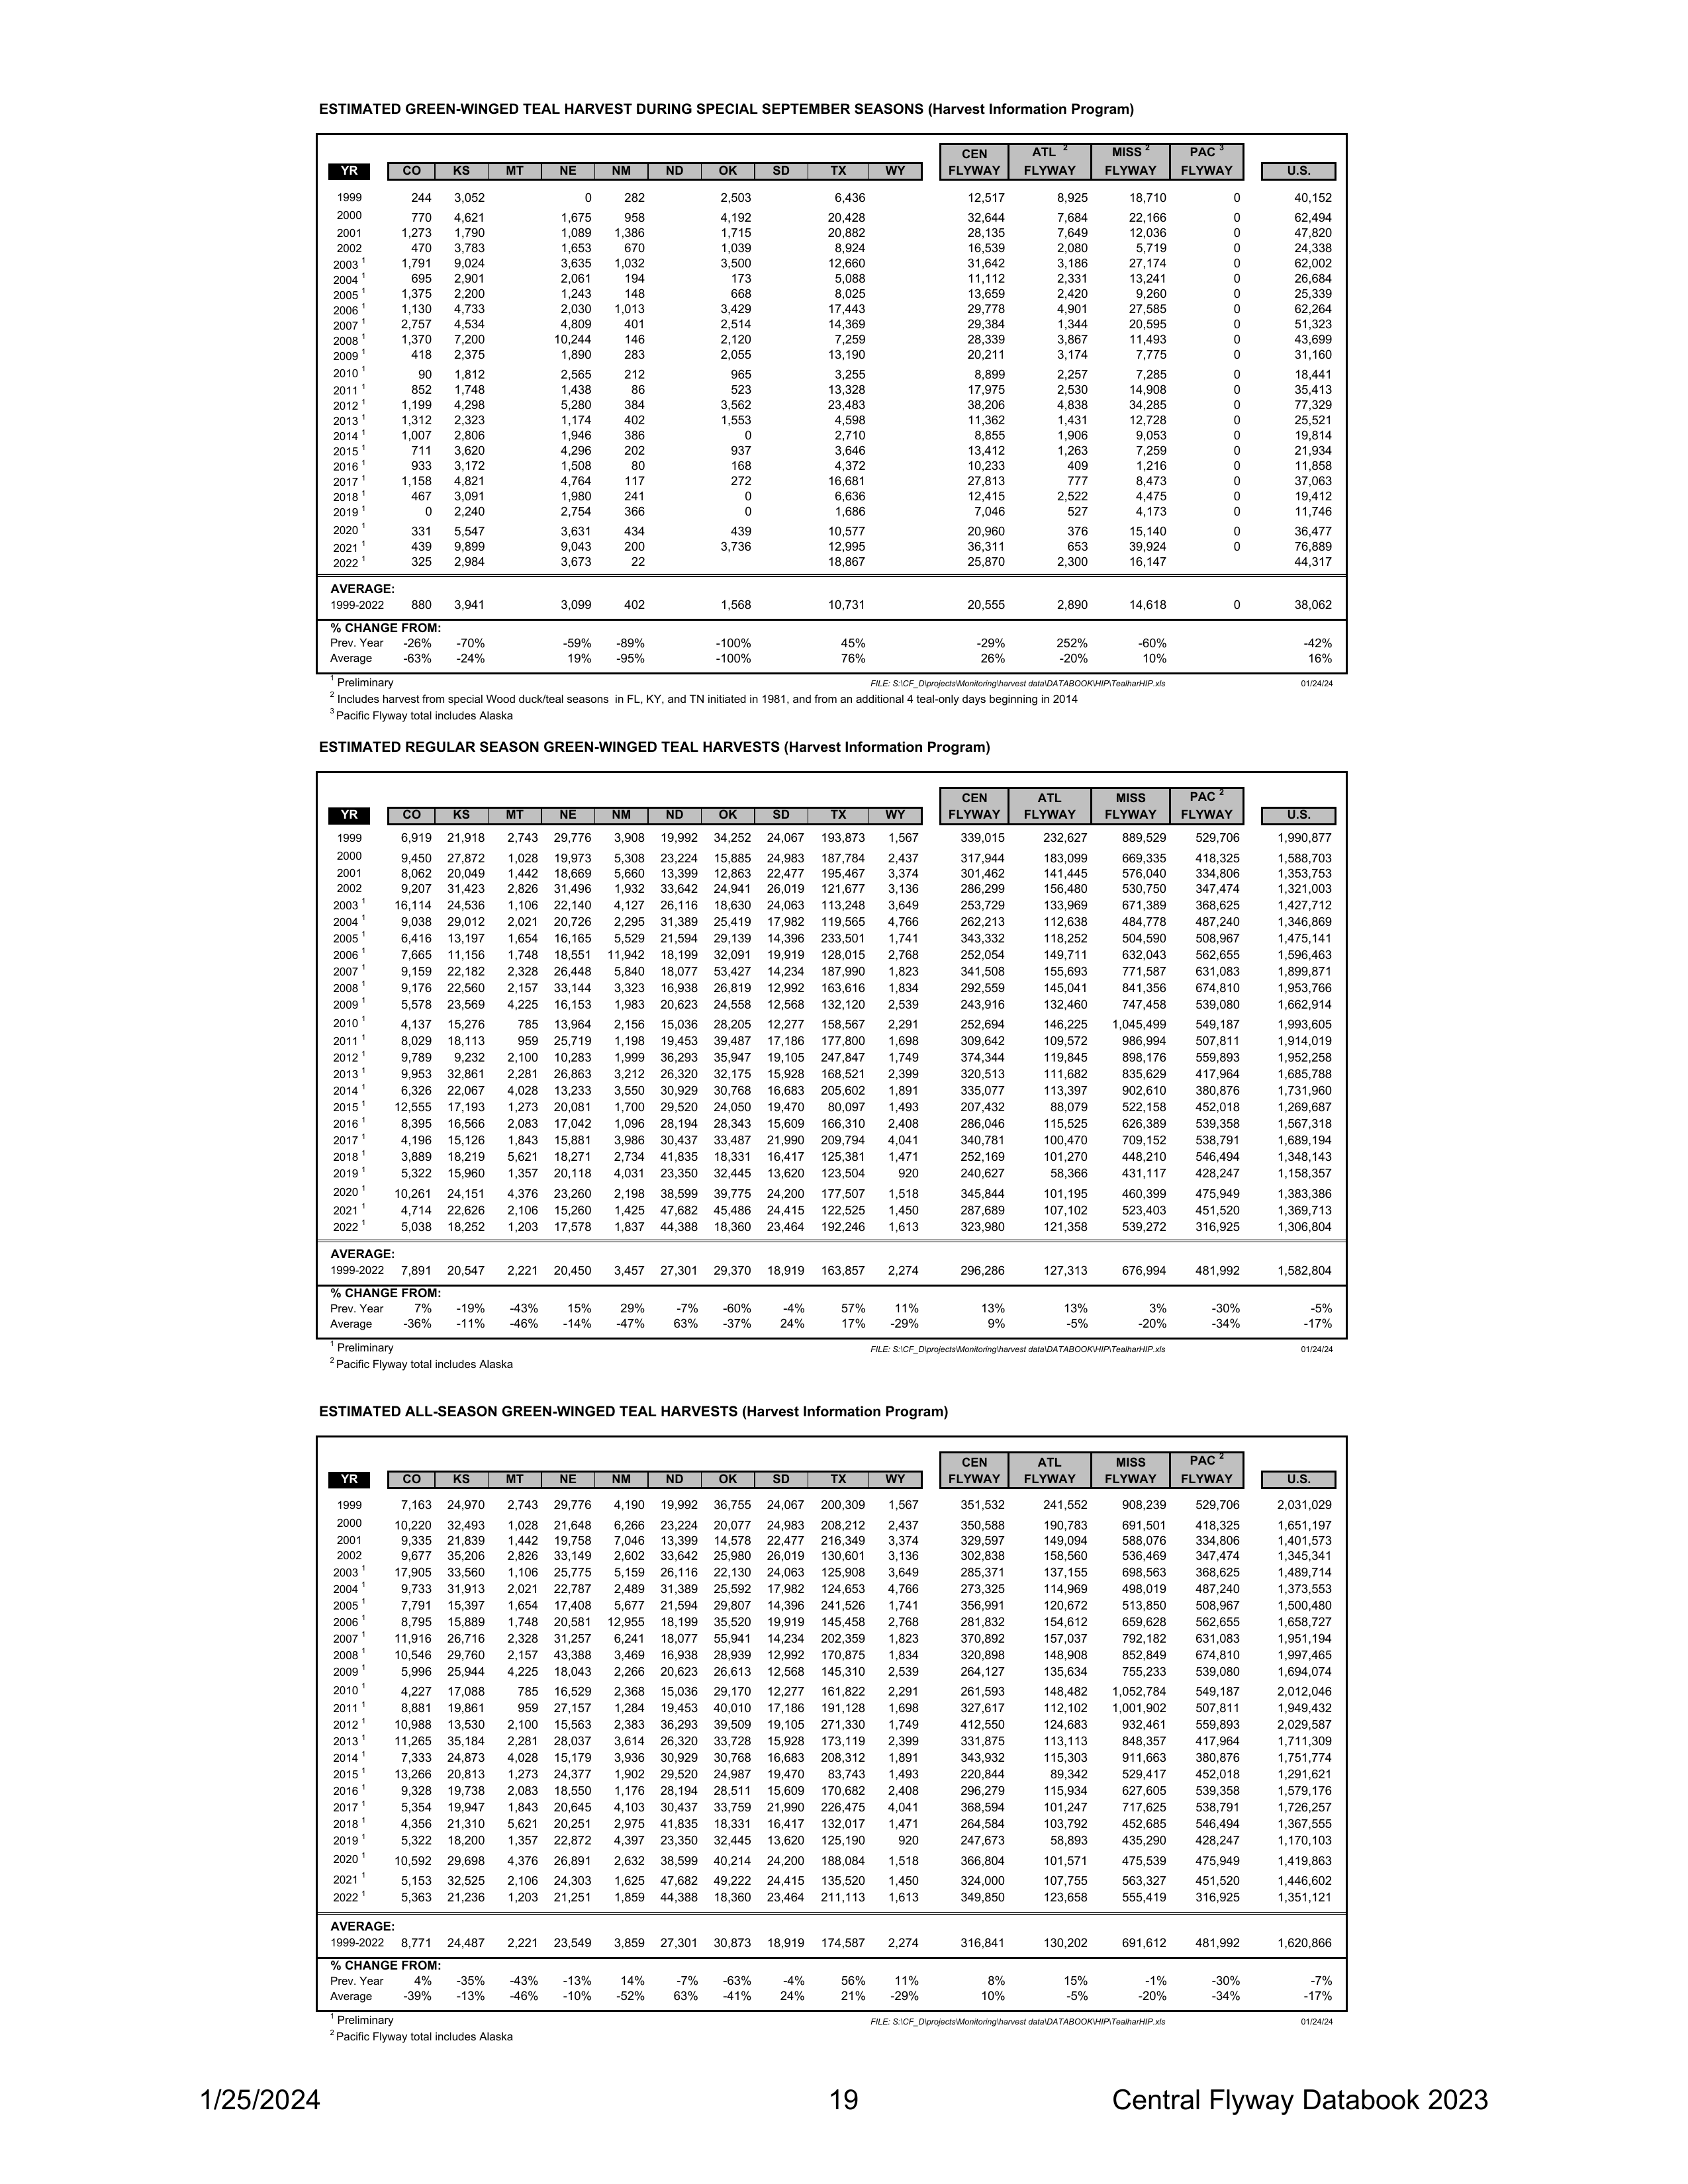 ESTIMATED GREEN-WINGED TEAL HARVEST DURING SPECIAL SEPTEMBER SEASONS (Harvest Information Program)
CEN ATL 2 MISS 2 PAC 3
YR CO KS MT NE NM ND OK SD TX WY FLYWAY FLYWAY FLYWAY FLYWAY U.S.
1999 244 3,052 0 282 2,503 6,436 12,517 8,925 18,710 0 40,152
2000 770 4,621 1,675 958 4,192 20,428 32,644 7,684 22,166 0 62,494
2001 1,273 1,790 1,089 1,386 1,715 20,882 28,135 7,649 12,036 0 47,820
2002 470 3,783 1,653 670 1,039 8,924 16,539 2,080 5,719 0 24,338
2003 1 1,791 9,024 3,635 1,032 3,500 12,660 31,642 3,186 27,174 0 62,002
2004 1 695 2,901 2,061 194 173 5,088 11,112 2,331 13,241 0 26,684
2005 1 1,375 2,200 1,243 148 668 8,025 13,659 2,420 9,260 0 25,339
2006 1 1,130 4,733 2,030 1,013 3,429 17,443 29,778 4,901 27,585 0 62,264
2007 1 2,757 4,534 4,809 401 2,514 14,369 29,384 1,344 20,595 0 51,323
2008 1 1,370 7,200 10,244 146 2,120 7,259 28,339 3,867 11,493 0 43,699
2009 1 418 2,375 1,890 283 2,055 13,190 20,211 3,174 7,775 0 31,160
2010 1 90 1,812 2,565 212 965 3,255 8,899 2,257 7,285 0 18,441
2011 1 852 1,748 1,438 86 523 13,328 17,975 2,530 14,908 0 35,413
2012 1 1,199 4,298 5,280 384 3,562 23,483 38,206 4,838 34,285 0 77,329
2013 1 1,312 2,323 1,174 402 1,553 4,598 11,362 1,431 12,728 0 25,521
2014 1 1,007 2,806 1,946 386 0 2,710 8,855 1,906 9,053 0 19,814
2015 1 711 3,620 4,296 202 937 3,646 13,412 1,263 7,259 0 21,934
2016 1 933 3,172 1,508 80 168 4,372 10,233 409 1,216 0 11,858
2017 1 1,158 4,821 4,764 117 272 16,681 27,813 777 8,473 0 37,063
2018 1 467 3,091 1,980 241 0 6,636 12,415 2,522 4,475 0 19,412
2019 1 0 2,240 2,754 366 0 1,686 7,046 527 4,173 0 11,746
2020 1 331 5,547 3,631 434 439 10,577 20,960 376 15,140 0 36,477
2021 1 439 9,899 9,043 200 3,736 12,995 36,311 653 39,924 0 76,889
2022 1 325 2,984 3,673 22 18,867 25,870 2,300 16,147 44,317
AVERAGE:
1999-2022 880 3,941 3,099 402 1,568 10,731 20,555 2,890 14,618 0 38,062
% CHANGE FROM:
Prev. Year -26% -70% -59% -89% -100% 45% -29% 252% -60% -42%
Average -63% -24% 19% -95% -100% 76% 26% -20% 10% 16%
1 Preliminary FILE: S:\CF_D\projects\Monitoring\harvest data\DATABOOK\HIP\TealharHIP.xls 01/24/24
2 Includes harvest from special Wood duck/teal seasons in FL, KY, and TN initiated in 1981, and from an additional 4 teal-only days beginning in 2014
3 Pacific Flyway total includes Alaska
ESTIMATED REGULAR SEASON GREEN-WINGED TEAL HARVESTS (Harvest Information Program)
CEN ATL MISS PAC 2
YR CO KS MT NE NM ND OK SD TX WY FLYWAY FLYWAY FLYWAY FLYWAY U.S.
1999 6,919 21,918 2,743 29,776 3,908 19,992 34,252 24,067 193,873 1,567 339,015 232,627 889,529 529,706 1,990,877
2000 9,450 27,872 1,028 19,973 5,308 23,224 15,885 24,983 187,784 2,437 317,944 183,099 669,335 418,325 1,588,703
2001 8,062 20,049 1,442 18,669 5,660 13,399 12,863 22,477 195,467 3,374 301,462 141,445 576,040 334,806 1,353,753
2002 9,207 31,423 2,826 31,496 1,932 33,642 24,941 26,019 121,677 3,136 286,299 156,480 530,750 347,474 1,321,003
2003 1 16,114 24,536 1,106 22,140 4,127 26,116 18,630 24,063 113,248 3,649 253,729 133,969 671,389 368,625 1,427,712
2004 1 9,038 29,012 2,021 20,726 2,295 31,389 25,419 17,982 119,565 4,766 262,213 112,638 484,778 487,240 1,346,869
2005 1 6,416 13,197 1,654 16,165 5,529 21,594 29,139 14,396 233,501 1,741 343,332 118,252 504,590 508,967 1,475,141
2006 1 7,665 11,156 1,748 18,551 11,942 18,199 32,091 19,919 128,015 2,768 252,054 149,711 632,043 562,655 1,596,463
2007 1 9,159 22,182 2,328 26,448 5,840 18,077 53,427 14,234 187,990 1,823 341,508 155,693 771,587 631,083 1,899,871
2008 1 9,176 22,560 2,157 33,144 3,323 16,938 26,819 12,992 163,616 1,834 292,559 145,041 841,356 674,810 1,953,766
2009 1 5,578 23,569 4,225 16,153 1,983 20,623 24,558 12,568 132,120 2,539 243,916 132,460 747,458 539,080 1,662,914
2010 1 4,137 15,276 785 13,964 2,156 15,036 28,205 12,277 158,567 2,291 252,694 146,225 1,045,499 549,187 1,993,605
2011 1 8,029 18,113 959 25,719 1,198 19,453 39,487 17,186 177,800 1,698 309,642 109,572 986,994 507,811 1,914,019
2012 1 9,789 9,232 2,100 10,283 1,999 36,293 35,947 19,105 247,847 1,749 374,344 119,845 898,176 559,893 1,952,258
2013 1 9,953 32,861 2,281 26,863 3,212 26,320 32,175 15,928 168,521 2,399 320,513 111,682 835,629 417,964 1,685,788
2014 1 6,326 22,067 4,028 13,233 3,550 30,929 30,768 16,683 205,602 1,891 335,077 113,397 902,610 380,876 1,731,960
2015 1 12,555 17,193 1,273 20,081 1,700 29,520 24,050 19,470 80,097 1,493 207,432 88,079 522,158 452,018 1,269,687
2016 1 8,395 16,566 2,083 17,042 1,096 28,194 28,343 15,609 166,310 2,408 286,046 115,525 626,389 539,358 1,567,318
2017 1 4,196 15,126 1,843 15,881 3,986 30,437 33,487 21,990 209,794 4,041 340,781 100,470 709,152 538,791 1,689,194
2018 1 3,889 18,219 5,621 18,271 2,734 41,835 18,331 16,417 125,381 1,471 252,169 101,270 448,210 546,494 1,348,143
2019 1 5,322 15,960 1,357 20,118 4,031 23,350 32,445 13,620 123,504 920 240,627 58,366 431,117 428,247 1,158,357
2020 1 10,261 24,151 4,376 23,260 2,198 38,599 39,775 24,200 177,507 1,518 345,844 101,195 460,399 475,949 1,383,386
2021 1 4,714 22,626 2,106 15,260 1,425 47,682 45,486 24,415 122,525 1,450 287,689 107,102 523,403 451,520 1,369,713
2022 1 5,038 18,252 1,203 17,578 1,837 44,388 18,360 23,464 192,246 1,613 323,980 121,358 539,272 316,925 1,306,804
AVERAGE:
1999-2022 7,891 20,547 2,221 20,450 3,457 27,301 29,370 18,919 163,857 2,274 296,286 127,313 676,994 481,992 1,582,804
% CHANGE FROM:
Prev. Year 7% -19% -43% 15% 29% -7% -60% -4% 57% 11% 13% 13% 3% -30% -5%
Average -36% -11% -46% -14% -47% 63% -37% 24% 17% -29% 9% -5% -20% -34% -17%
1 Preliminary FILE: S:\CF_D\projects\Monitoring\harvest data\DATABOOK\HIP\TealharHIP.xls 01/24/24
2 Pacific Flyway total includes Alaska
ESTIMATED ALL-SEASON GREEN-WINGED TEAL HARVESTS (Harvest Information Program)
CEN ATL MISS PAC 2
YR CO KS MT NE NM ND OK SD TX WY FLYWAY FLYWAY FLYWAY FLYWAY U.S.
1999 7,163 24,970 2,743 29,776 4,190 19,992 36,755 24,067 200,309 1,567 351,532 241,552 908,239 529,706 2,031,029
2000 10,220 32,493 1,028 21,648 6,266 23,224 20,077 24,983 208,212 2,437 350,588 190,783 691,501 418,325 1,651,197
2001 9,335 21,839 1,442 19,758 7,046 13,399 14,578 22,477 216,349 3,374 329,597 149,094 588,076 334,806 1,401,573
2002 9,677 35,206 2,826 33,149 2,602 33,642 25,980 26,019 130,601 3,136 302,838 158,560 536,469 347,474 1,345,341
2003 1 17,905 33,560 1,106 25,775 5,159 26,116 22,130 24,063 125,908 3,649 285,371 137,155 698,563 368,625 1,489,714
2004 1 9,733 31,913 2,021 22,787 2,489 31,389 25,592 17,982 124,653 4,766 273,325 114,969 498,019 487,240 1,373,553
2005 1 7,791 15,397 1,654 17,408 5,677 21,594 29,807 14,396 241,526 1,741 356,991 120,672 513,850 508,967 1,500,480
2006 1 8,795 15,889 1,748 20,581 12,955 18,199 35,520 19,919 145,458 2,768 281,832 154,612 659,628 562,655 1,658,727
2007 1 11,916 26,716 2,328 31,257 6,241 18,077 55,941 14,234 202,359 1,823 370,892 157,037 792,182 631,083 1,951,194
2008 1 10,546 29,760 2,157 43,388 3,469 16,938 28,939 12,992 170,875 1,834 320,898 148,908 852,849 674,810 1,997,465
2009 1 5,996 25,944 4,225 18,043 2,266 20,623 26,613 12,568 145,310 2,539 264,127 135,634 755,233 539,080 1,694,074
2010 1 4,227 17,088 785 16,529 2,368 15,036 29,170 12,277 161,822 2,291 261,593 148,482 1,052,784 549,187 2,012,046
2011 1 8,881 19,861 959 27,157 1,284 19,453 40,010 17,186 191,128 1,698 327,617 112,102 1,001,902 507,811 1,949,432
2012 1 10,988 13,530 2,100 15,563 2,383 36,293 39,509 19,105 271,330 1,749 412,550 124,683 932,461 559,893 2,029,587
2013 1 11,265 35,184 2,281 28,037 3,614 26,320 33,728 15,928 173,119 2,399 331,875 113,113 848,357 417,964 1,711,309
2014 1 7,333 24,873 4,028 15,179 3,936 30,929 30,768 16,683 208,312 1,891 343,932 115,303 911,663 380,876 1,751,774
2015 1 13,266 20,813 1,273 24,377 1,902 29,520 24,987 19,470 83,743 1,493 220,844 89,342 529,417 452,018 1,291,621
2016 1 9,328 19,738 2,083 18,550 1,176 28,194 28,511 15,609 170,682 2,408 296,279 115,934 627,605 539,358 1,579,176
2017 1 5,354 19,947 1,843 20,645 4,103 30,437 33,759 21,990 226,475 4,041 368,594 101,247 717,625 538,791 1,726,257
2018 1 4,356 21,310 5,621 20,251 2,975 41,835 18,331 16,417 132,017 1,471 264,584 103,792 452,685 546,494 1,367,555
2019 1 5,322 18,200 1,357 22,872 4,397 23,350 32,445 13,620 125,190 920 247,673 58,893 435,290 428,247 1,170,103
2020 1 10,592 29,698 4,376 26,891 2,632 38,599 40,214 24,200 188,084 1,518 366,804 101,571 475,539 475,949 1,419,863
2021 1 5,153 32,525 2,106 24,303 1,625 47,682 49,222 24,415 135,520 1,450 324,000 107,755 563,327 451,520 1,446,602
2022 1 5,363 21,236 1,203 21,251 1,859 44,388 18,360 23,464 211,113 1,613 349,850 123,658 555,419 316,925 1,351,121
AVERAGE:
1999-2022 8,771 24,487 2,221 23,549 3,859 27,301 30,873 18,919 174,587 2,274 316,841 130,202 691,612 481,992 1,620,866
% CHANGE FROM:
Prev. Year 4% -35% -43% -13% 14% -7% -63% -4% 56% 11% 8% 15% -1% -30% -7%
Average -39% -13% -46% -10% -52% 63% -41% 24% 21% -29% 10% -5% -20% -34% -17%
1 Preliminary FILE: S:\CF_D\projects\Monitoring\harvest data\DATABOOK\HIP\TealharHIP.xls 01/24/24
2 Pacific Flyway total includes Alaska
1/25/2024 19 Central Flyway Databook 2023